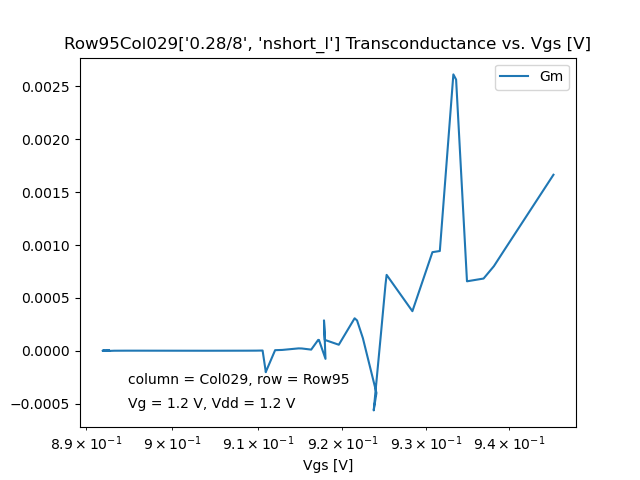 Row95Col029['0.28/8', 'nshort_l'] Transconductance vs. Vgs [V]
Gm
0.0025
0.0020
0.0015
0.0010
0.0005
0.0000
−0.0005
column = Col029, row = Row95
Vg = 1.2 V, Vdd = 1.2 V
8.9 × 10⁻¹ 9 × 10⁻¹ 9.1 × 10⁻¹ 9.2 × 10⁻¹ 9.3 × 10⁻¹ 9.4 × 10⁻¹
Vgs [V]